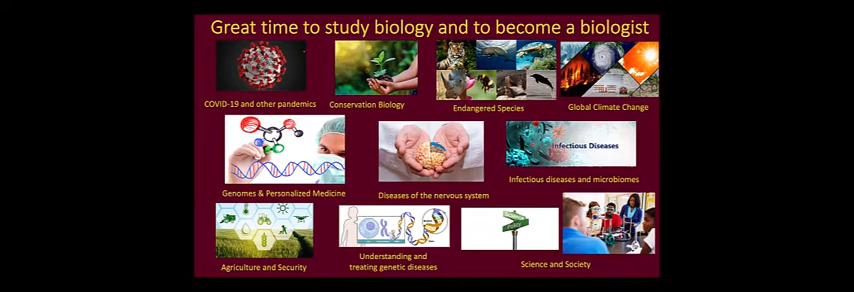 Great time to study biology and to become a biologist
COVID-19 and other pandemics
Conservation Biology
Endangered Species
Global Climate Change
Infectious Diseases
Genomes & Personalized Medicine
Diseases of the nervous system
Infectious diseases and microbiomes
Agriculture and Security
Understanding and
treating genetic diseases
Science and Society